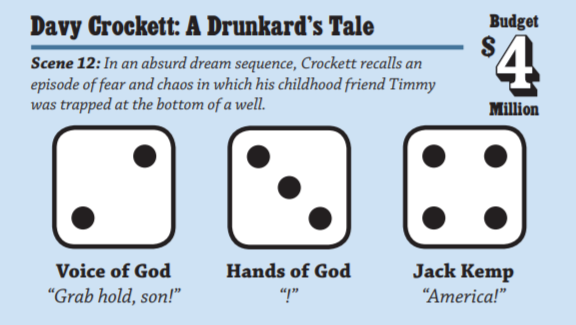 Davy Crockett: A Drunkard's Tale
Budget
$4
Million
Scene 12: In an absurd dream sequence, Crockett recalls an
episode of fear and chaos in which his childhood friend Timmy
was trapped at the bottom of a well.
Voice of God
"Grab hold, son!"
Hands of God
"!"
Jack Kemp
"America!"